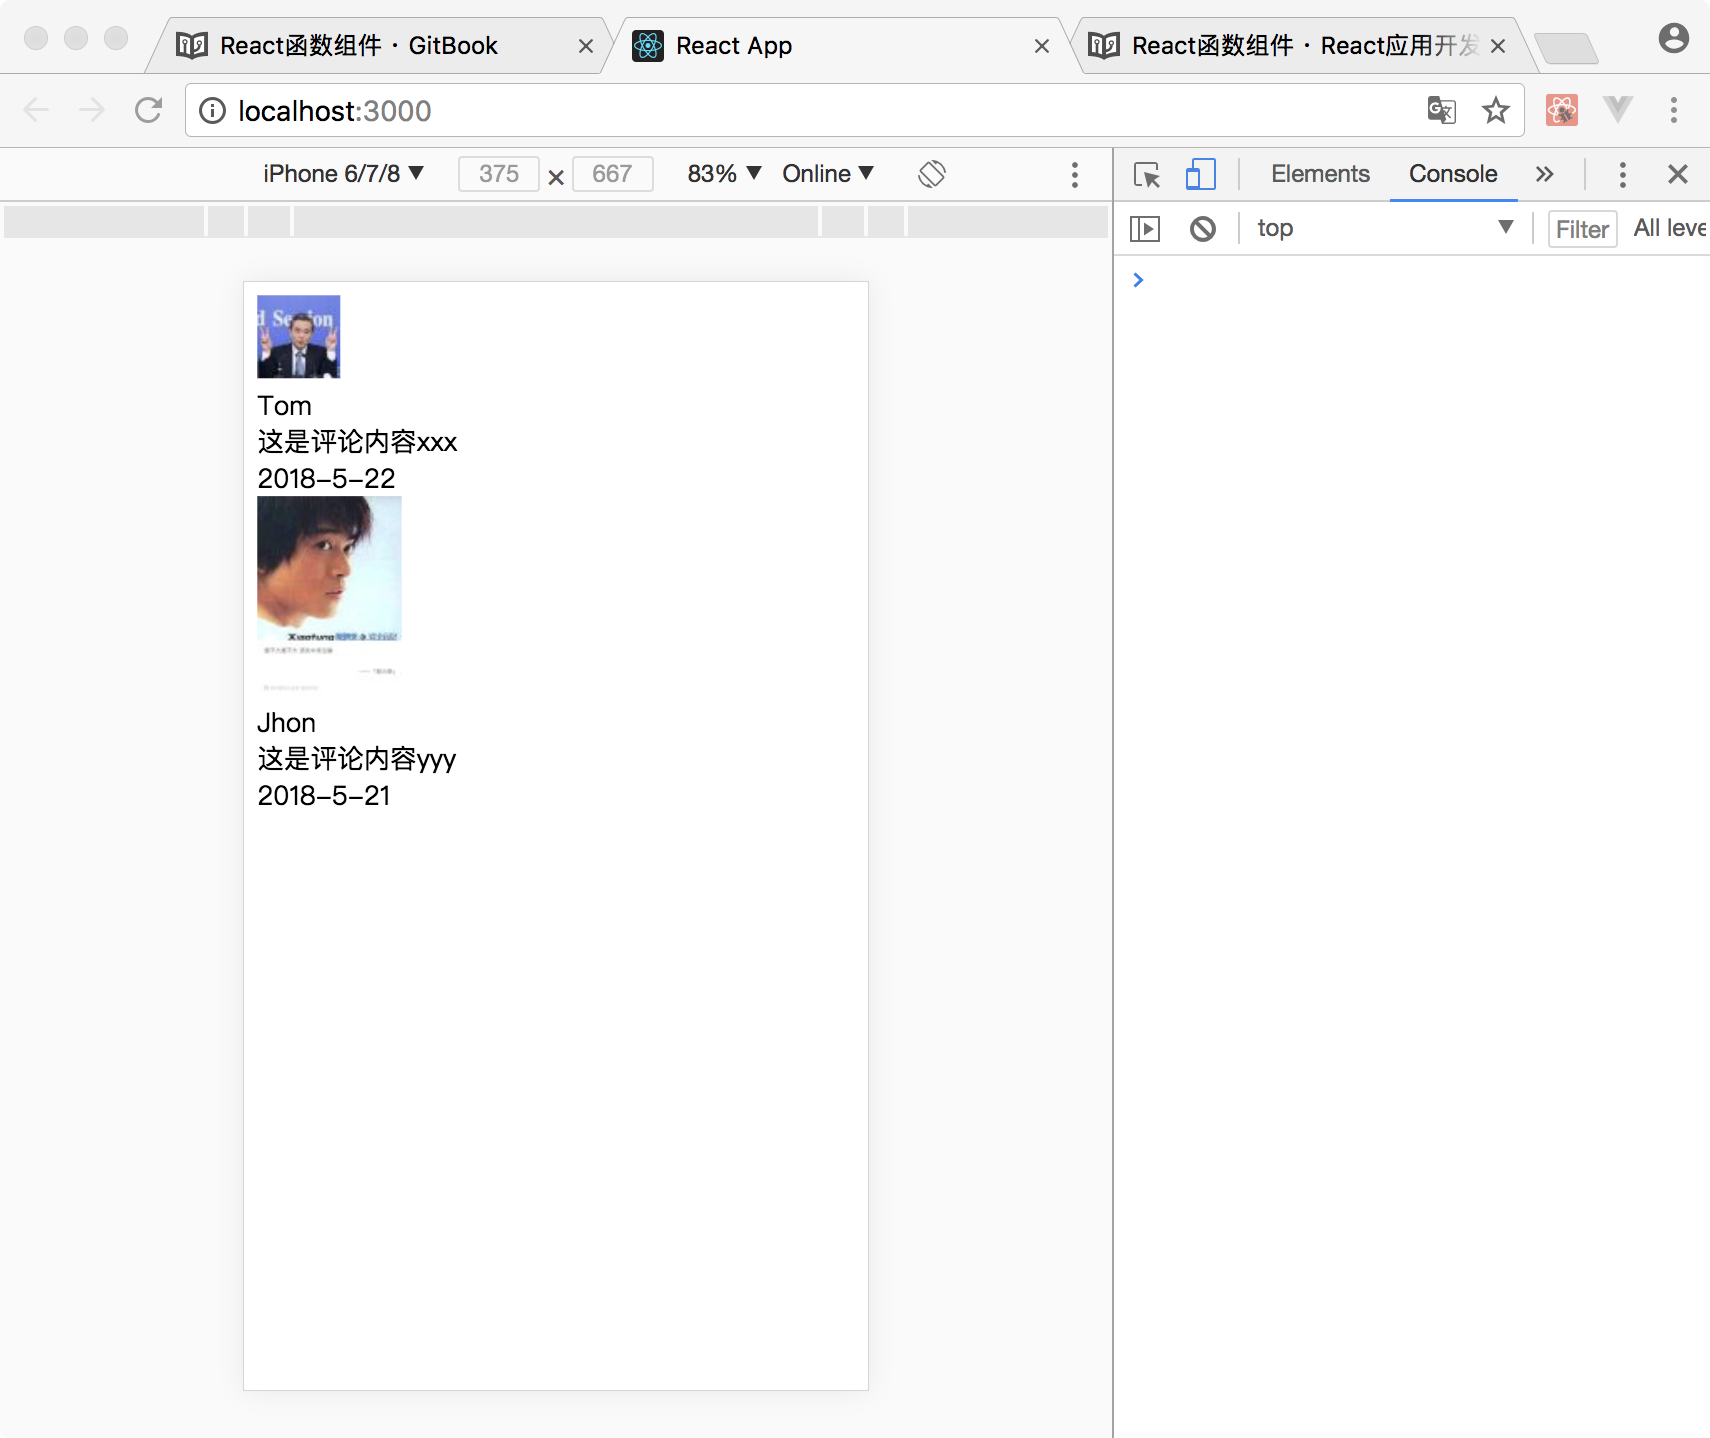 React函数组件 · GitBook
React App
React函数组件 · React应用开发
localhost:3000
iPhone 6/7/8
375 × 667
83%
Online
Elements
Console
top
Filter
All leve
d Session
Tom
这是评论内容xxx
2018-5-22
Jhon
这是评论内容yyy
2018-5-21